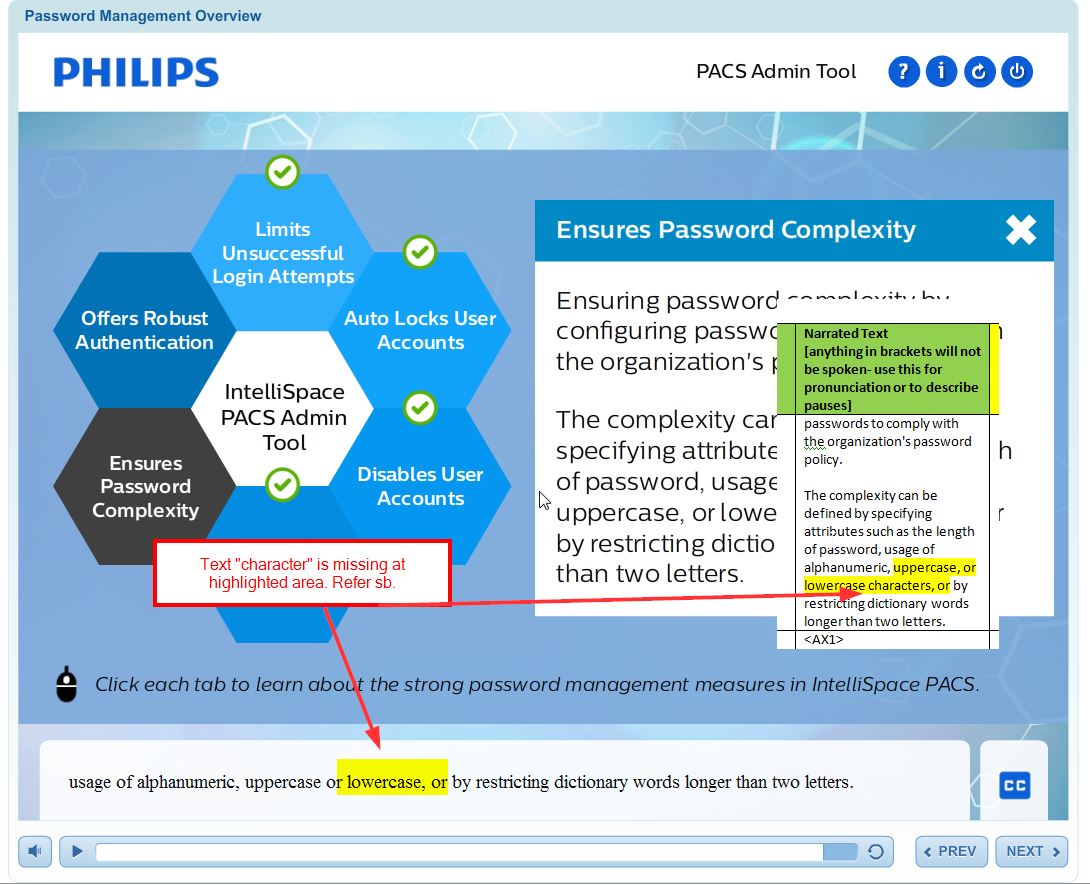 Password Management Overview
PHILIPS
PACS Admin Tool
?
i
Limits
Unsuccessful
Login Attempts
Offers Robust
Authentication
Auto Locks User
Accounts
IntelliSpace
PACS Admin
Tool
Ensures
Password
Complexity
Disables User
Accounts
Ensures Password Complexity
Ensuring password complexity by
configuring passwo
the organization's p
The complexity can
specifying attribute h
of password, usage
uppercase, or lowe r
by restricting dictio
than two letters.
Narrated Text
[anything in brackets will not
be spoken- use this for
pronunciation or to describe
pauses]
passwords to comply with
the organization's password
policy.
The complexity can be
defined by specifying
attributes such as the length
of password, usage of
alphanumeric, uppercase, or
lowercase characters, or by
restricting dictionary words
longer than two letters.
<AX1>
Text "character" is missing at
highlighted area. Refer sb.
Click each tab to learn about the strong password management measures in IntelliSpace PACS.
usage of alphanumeric, uppercase or lowercase, or by restricting dictionary words longer than two letters.
CC
PREV
NEXT